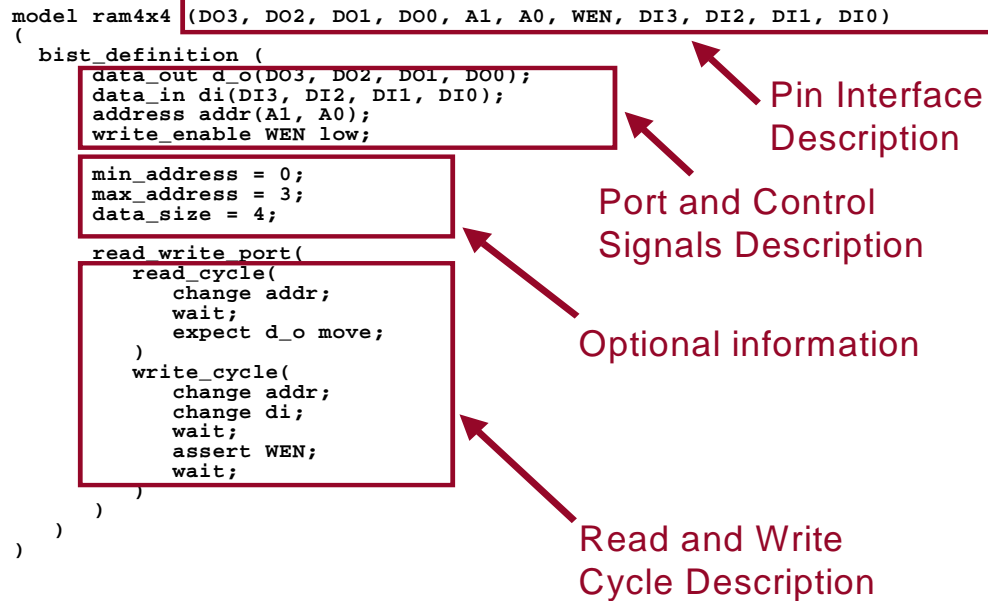 model ram4x4 (DO3, DO2, DO1, DO0, A1, A0, WEN, DI3, DI2, DI1, DI0)
(
bist_definition (
data_out d_o(DO3, DO2, DO1, DO0);
data_in di(DI3, DI2, DI1, DI0);
address addr(A1, A0);
write_enable WEN low;
min_address = 0;
max_address = 3;
data_size = 4;
read_write_port(
read_cycle(
change addr;
wait;
expect d_o move;
)
write_cycle(
change addr;
change di;
wait;
assert WEN;
wait;
)
)
)
)
Pin Interface
Description
Port and Control
Signals Description
Optional information
Read and Write
Cycle Description